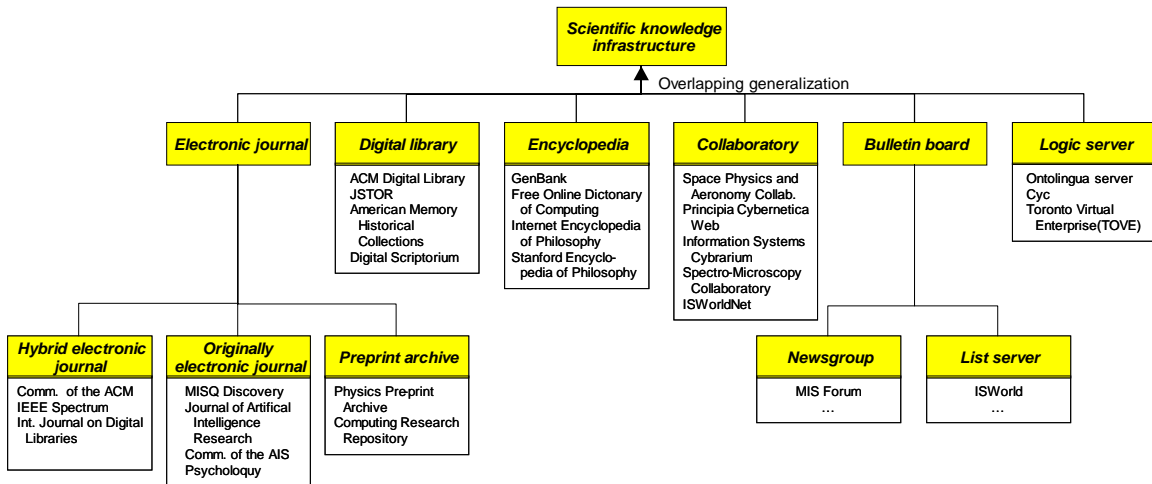 Scientific knowledge
infrastructure
Overlapping generalization
Electronic journal
Digital library
ACM Digital Library
JSTOR
American Memory
Historical
Collections
Digital Scriptorium
Encyclopedia
GenBank
Free Online Dictonary
of Computing
Internet Encyclopedia
of Philosophy
Stanford Encyclo-
pedia of Philosophy
Collaboratory
Space Physics and
Aeronomy Collab.
Principia Cybernetica
Web
Information Systems
Cybrarium
Spectro-Microscopy
Collaboratory
ISWorldNet
Bulletin board
Logic server
Ontolingua server
Cyc
Toronto Virtual
Enterprise(TOVE)
Hybrid electronic
journal
Comm. of the ACM
IEEE Spectrum
Int. Journal on Digital
Libraries
Originally
electronic journal
MISQ Discovery
Journal of Artifical
Intelligence
Research
Comm. of the AIS
Psycholoquy
Preprint archive
Physics Pre-print
Archive
Computing Research
Repository
Newsgroup
MIS Forum
...
List server
ISWorld
...